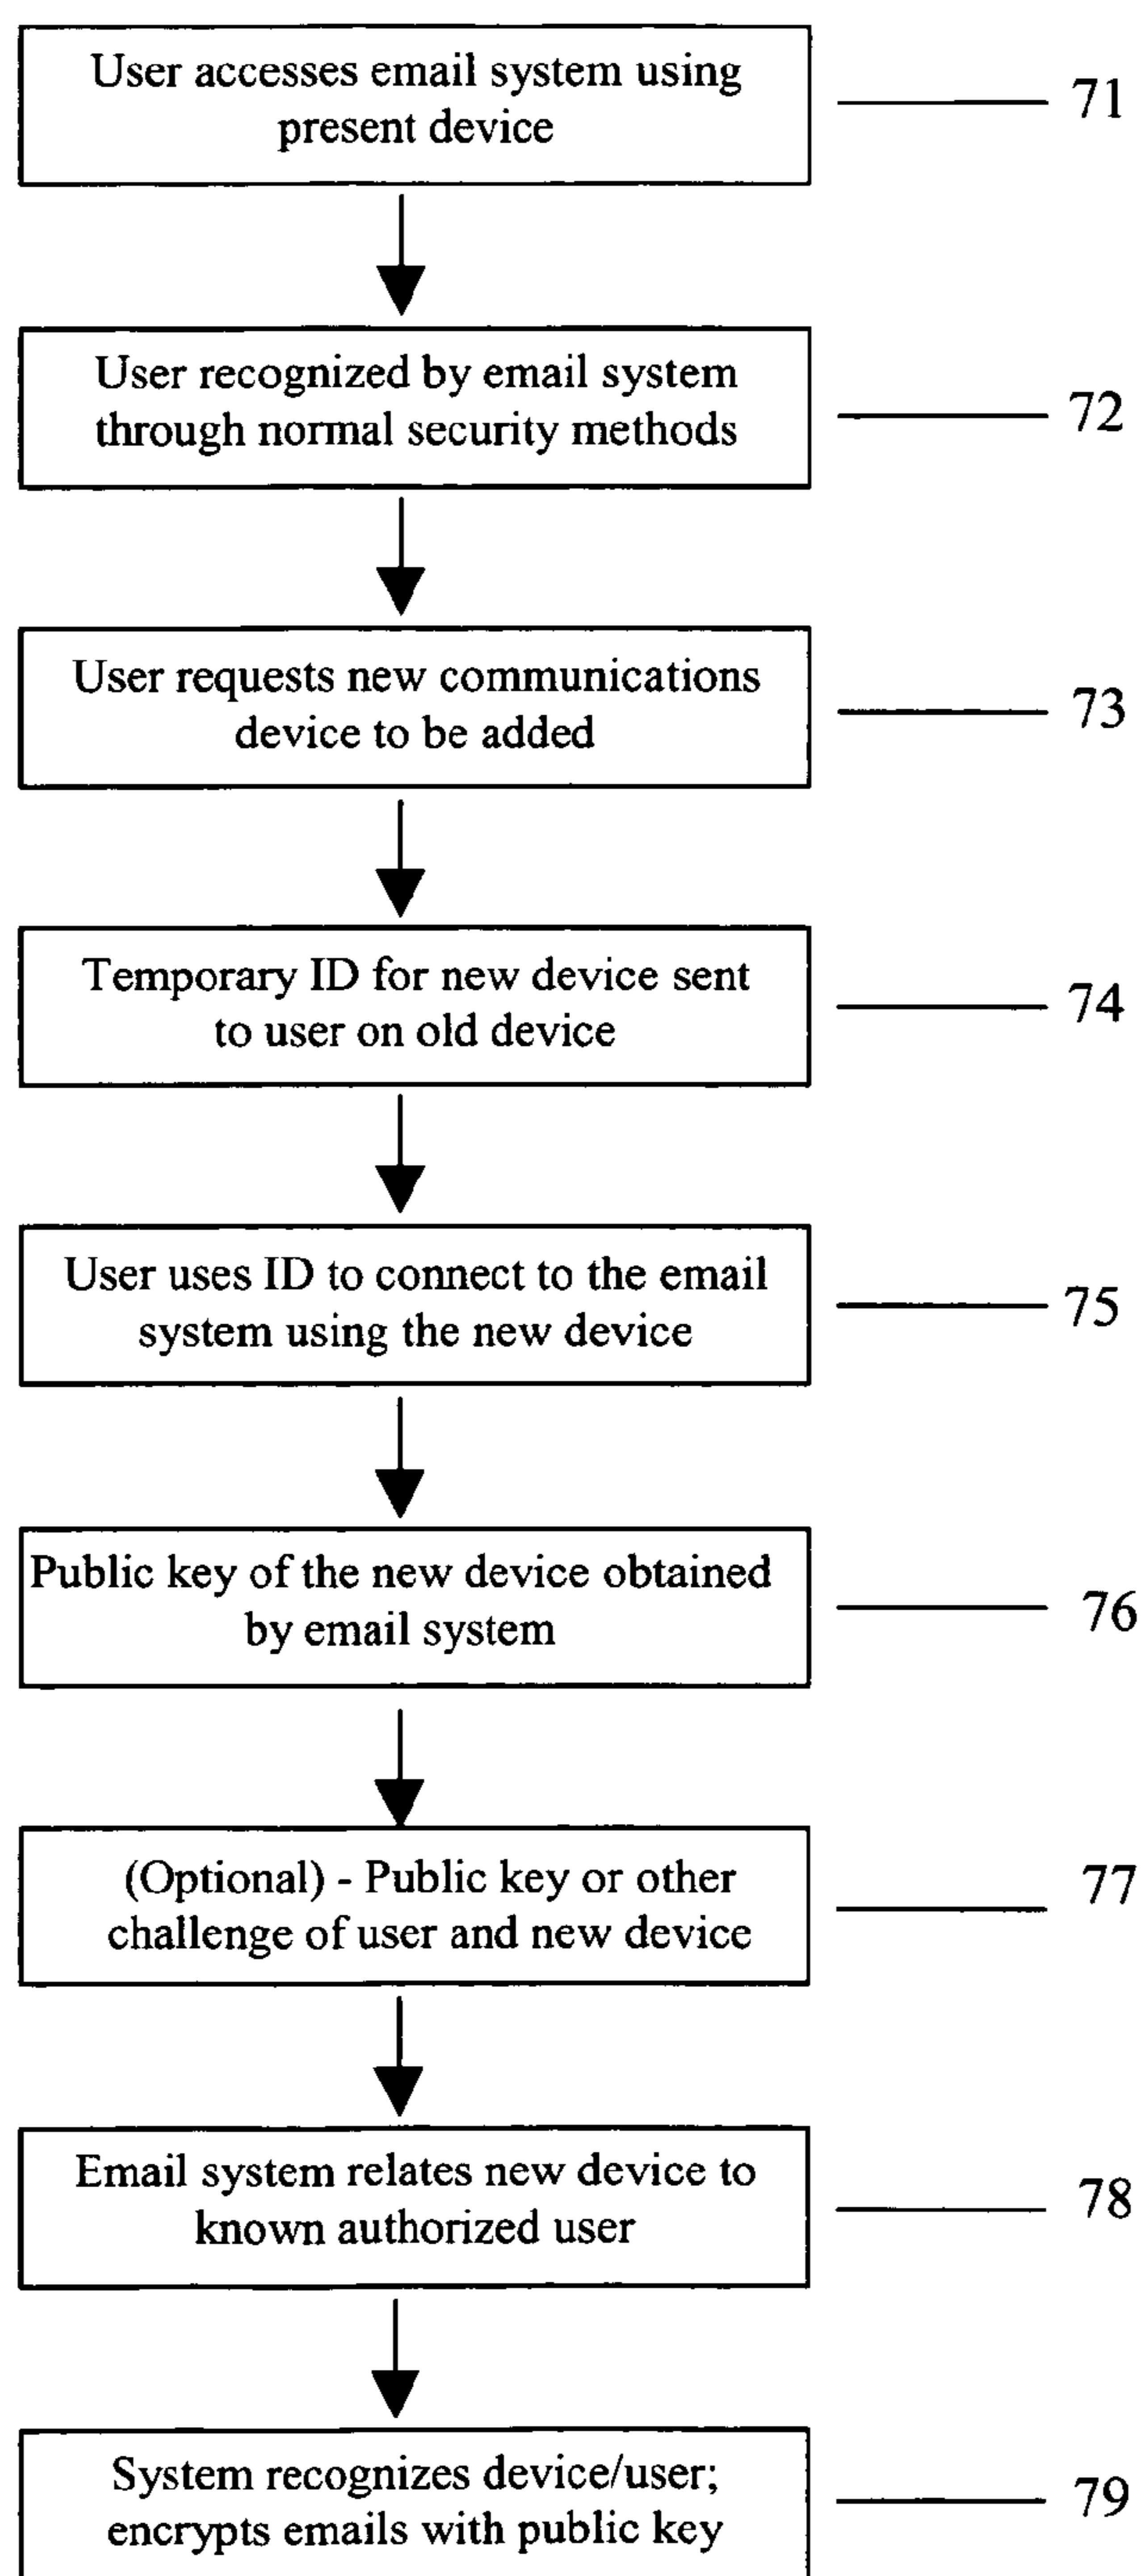 User accesses email system using
present device
71
User recognized by email system
through normal security methods
72
User requests new communications
device to be added
73
Temporary ID for new device sent
to user on old device
74
User uses ID to connect to the email
system using the new device
75
Public key of the new device obtained
by email system
76
(Optional) - Public key or other
challenge of user and new device
77
Email system relates new device to
known authorized user
78
System recognizes device/user;
encrypts emails with public key
79